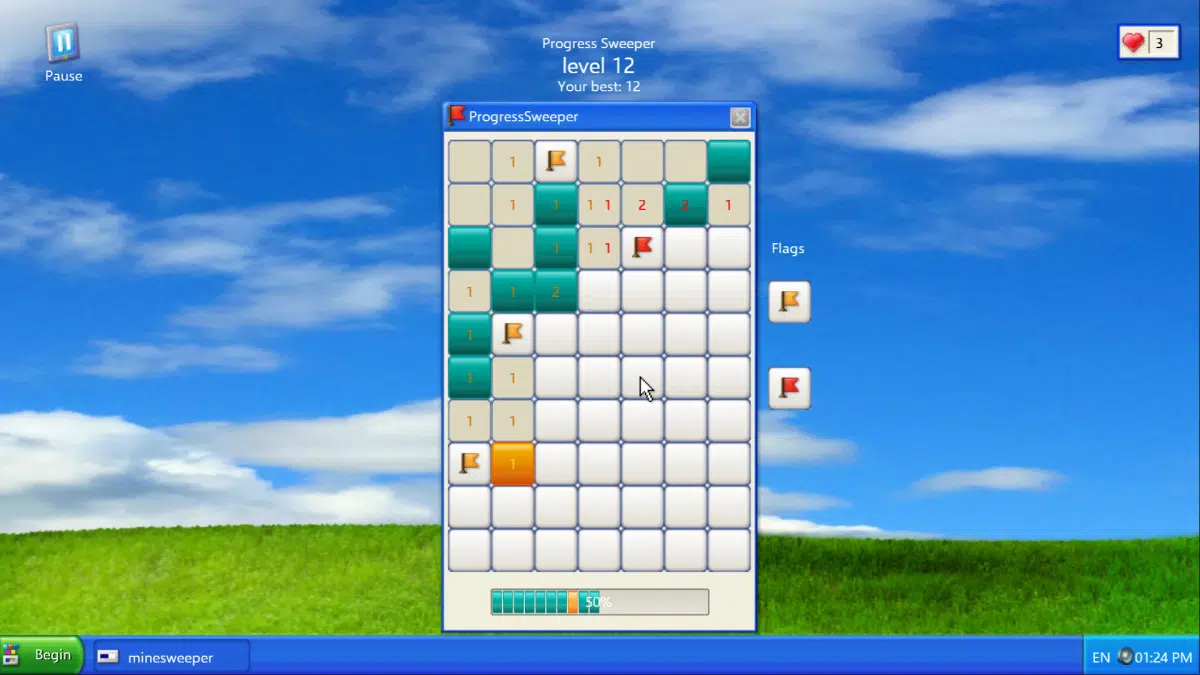 Pause
Progress Sweeper
level 12
Your best: 12
3
ProgressSweeper
1 1
1 1 1 1 2 2 1
1 1 1
Flags
1 1 2
1
1 1
1 1
1
50%
Begin
minesweeper
EN 01:24 PM